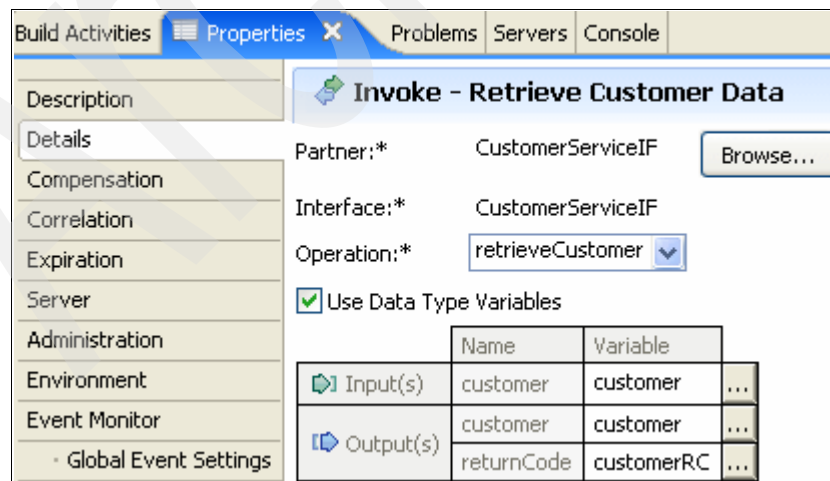 Build Activities Properties Problems Servers Console
Description
Details
Compensation
Correlation
Expiration
Server
Administration
Environment
Event Monitor
Global Event Settings
Invoke - Retrieve Customer Data
Partner:* CustomerServiceIF Browse...
Interface:* CustomerServiceIF
Operation:* retrieveCustomer
Use Data Type Variables
Name Variable
Input(s) customer customer ...
Output(s) customer customer ...
returnCode customerRC ...